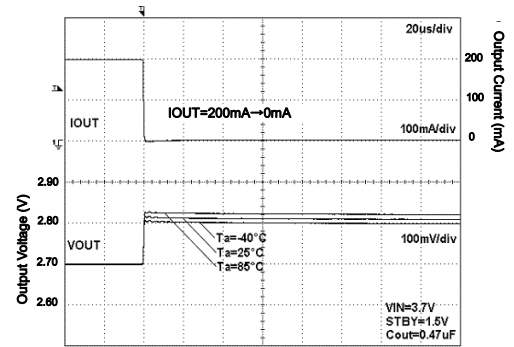 20us/div
200
100
0
Output Current (mA)
IOUT
IOUT=200mA→0mA
100mA/div
2.90
2.80
2.70
2.60
Output Voltage (V)
VOUT
100mV/div
Ta=-40°C
Ta=25°C
Ta=85°C
VIN=3.7V
STBY=1.5V
Cout=0.47uF